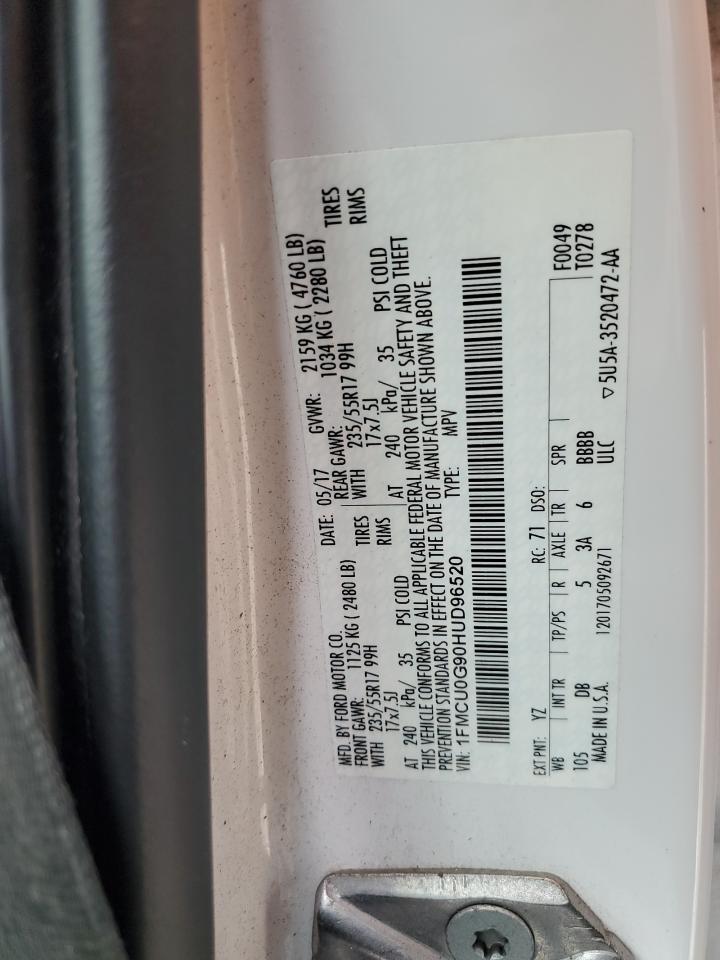 MFD. BY FORD MOTOR CO.
DATE: 05/17 GVWR: 2159 KG ( 4760 LB)
FRONT GAWR: 1125 KG ( 2480 LB) REAR GAWR: 1034 KG ( 2280 LB)
WITH 235/55R17 99H TIRES WITH 235/55R17 99H TIRES
17x7.5J RIMS 17x7.5J RIMS
AT 240 kPa/ 35 PSI COLD AT 240 kPa/ 35 PSI COLD
THIS VEHICLE CONFORMS TO ALL APPLICABLE FEDERAL MOTOR VEHICLE SAFETY AND THEFT
PREVENTION STANDARDS IN EFFECT ON THE DATE OF MANUFACTURE SHOWN ABOVE.
VIN: 1FMCU0G90HUD96520 TYPE: MPV
EXT PNT: YZ RC: 71 DSO: F0049
WB INT TR TP/PS R AXLE TR SPR T0278
105 DB 5 3A 6 BBBB
MADE IN U.S.A. 1201705092671 ULC ▽5U5A-3520472-AA